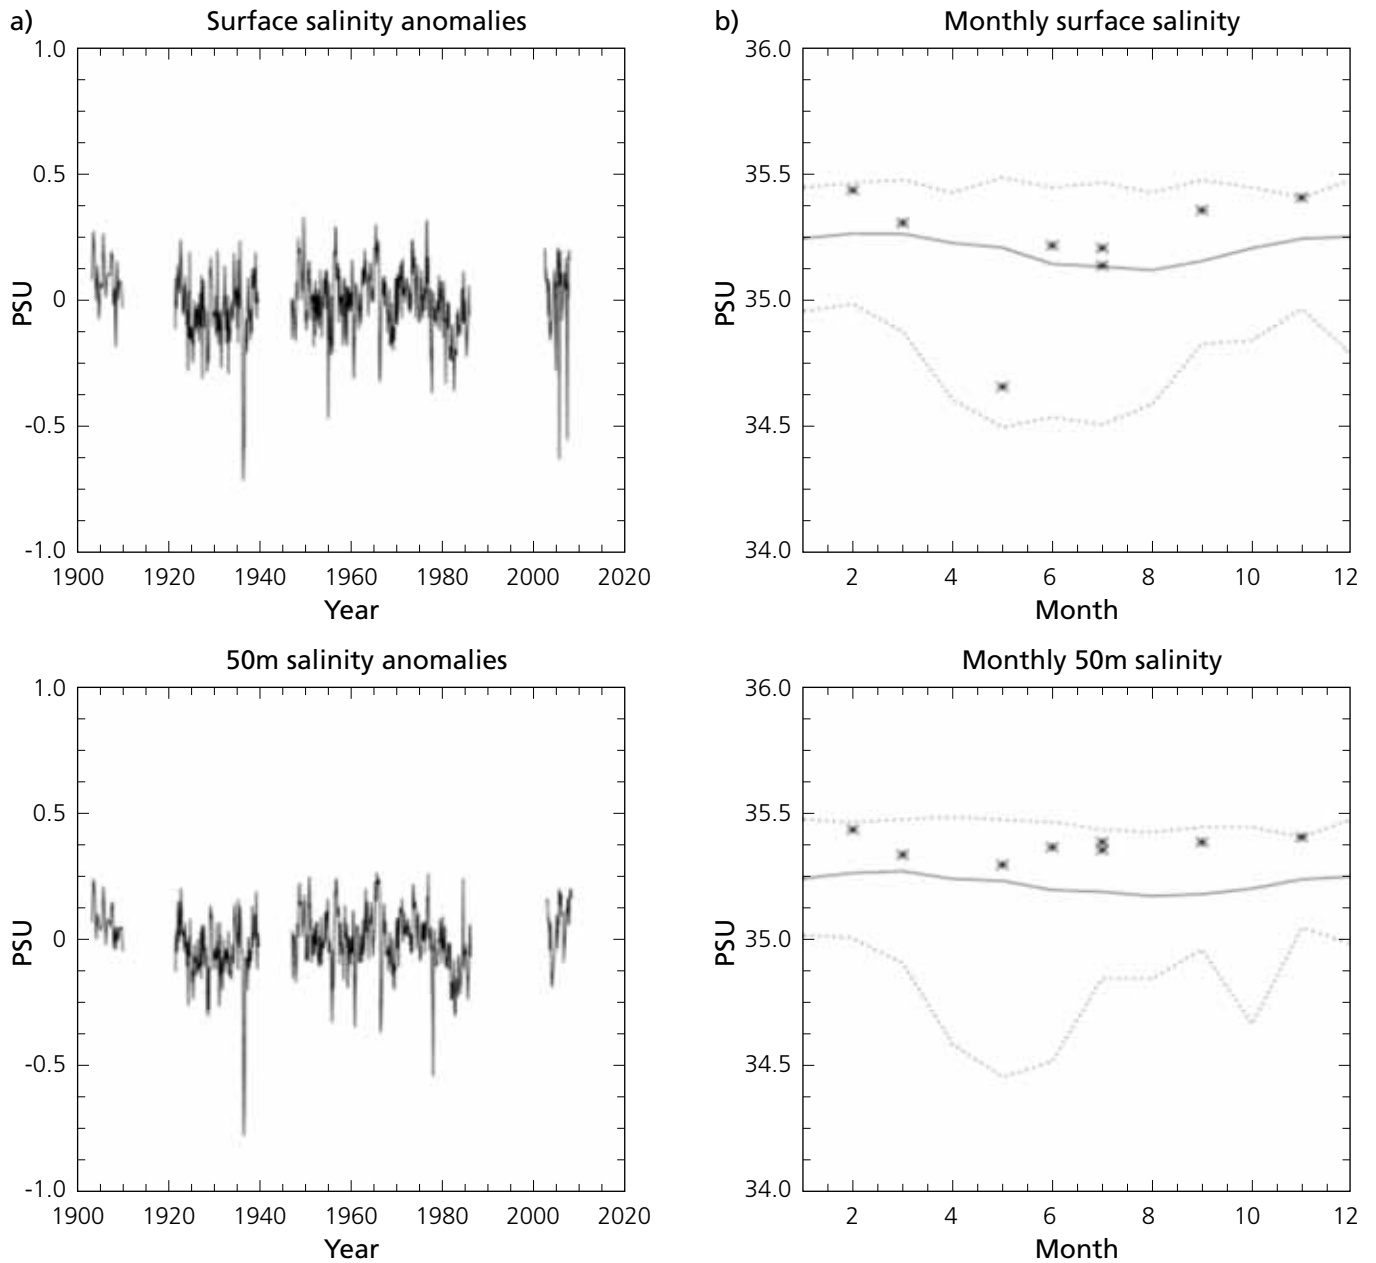 a)
Surface salinity anomalies
1.0
0.5
0
-0.5
-1.0
PSU
1900 1920 1940 1960 1980 2000 2020
Year
b)
Monthly surface salinity
36.0
35.5
35.0
34.5
34.0
PSU
2 4 6 8 10 12
Month
50m salinity anomalies
1.0
0.5
0
-0.5
-1.0
PSU
1900 1920 1940 1960 1980 2000 2020
Year
Monthly 50m salinity
36.0
35.5
35.0
34.5
34.0
PSU
2 4 6 8 10 12
Month